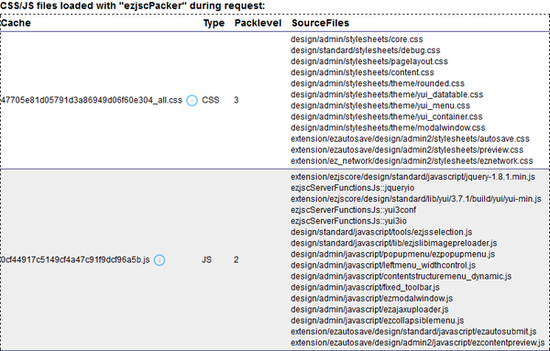 CSS/JS files loaded with "ezjscPacker" during request:
Cache Type Packlevel SourceFiles
design/admin/stylesheets/core.css
design/standard/stylesheets/debug.css
design/admin/stylesheets/pagelayout.css
design/admin/stylesheets/content.css
design/admin/stylesheets/theme/rounded.css
design/admin/stylesheets/theme/yui_datatable.css
47705e81d05791d3a86949d06f60e304_all.css CSS 3 design/admin/stylesheets/theme/yui_menu.css
design/admin/stylesheets/theme/yui_container.css
design/admin/stylesheets/theme/modalwindow.css
extension/ezautosave/design/admin2/stylesheets/autosave.css
extension/ezautosave/design/admin2/stylesheets/preview.css
extension/ez_network/design/admin2/stylesheets/eznetwork.css
extension/ezjscore/design/standard/javascript/jquery-1.8.1.min.js
ezjscServerFunctionsJs::jqueryio
extension/ezjscore/design/standard/lib/yui/3.7.1/build/yui/yui-min.js
ezjscServerFunctionsJs::yui3conf
ezjscServerFunctionsJs::yui3io
design/standard/javascript/tools/ezjsselection.js
design/standard/javascript/lib/ezjslibimagepreloader.js
0cf44917c5149cf4a47c91f9dcf96a5b.js JS 2 design/admin/javascript/popupmenu/ezpopupmenu.js
design/admin/javascript/leftmenu_widthcontrol.js
design/admin/javascript/contentstructuremenu_dynamic.js
design/admin/javascript/fixed_toolbar.js
design/admin/javascript/ezmodalwindow.js
design/admin/javascript/ezajaxuploader.js
design/admin/javascript/ezcollapsiblemenu.js
extension/ezautosave/design/standard/javascript/ezautosubmit.js
extension/ezautosave/design/admin2/javascript/ezcontentpreview.js